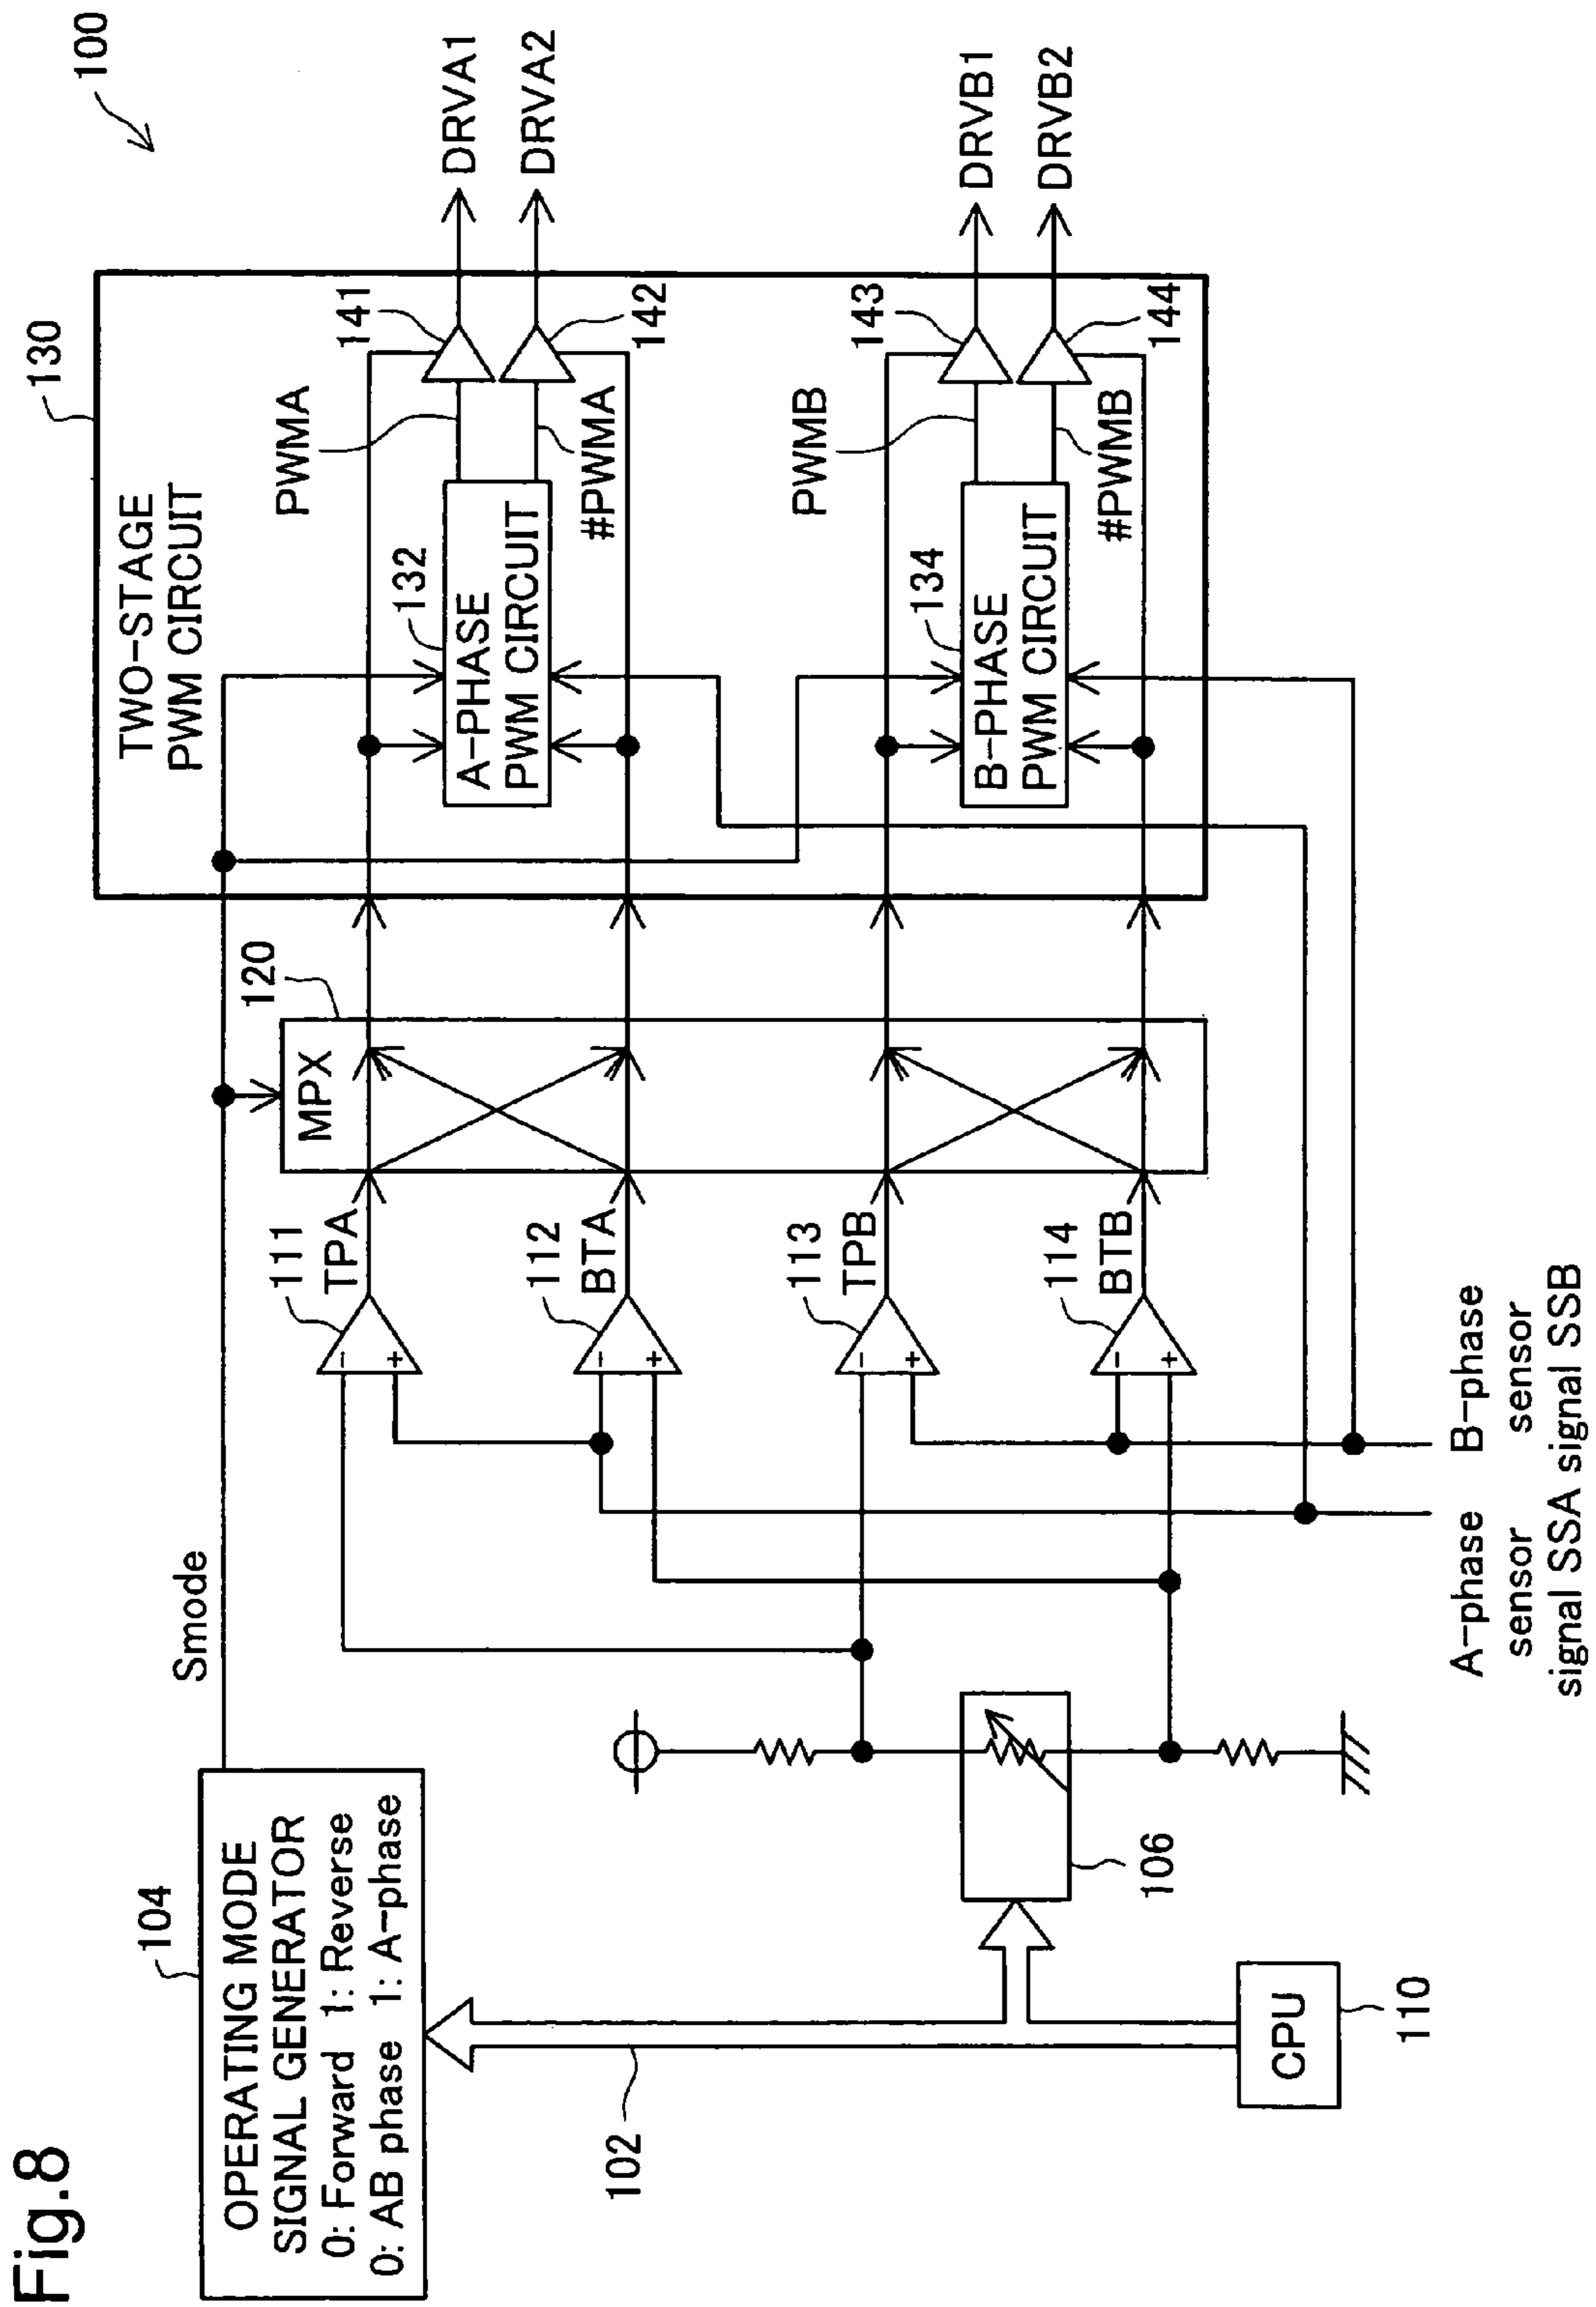 Fig.8
100
130
TWO-STAGE
PWM CIRCUIT
104
OPERATING MODE
SIGNAL GENERATOR
0: Forward 1: Reverse
0: AB phase 1: A-phase
Smode
120
MPX
111
TPA
-
+
112
BTA
-
+
113
TPB
-
+
114
BTB
-
+
PWMA
141
DRVA1
132
A-PHASE
PWM CIRCUIT
DRVA2
#PWMA
142
PWMB
143
DRVB1
134
B-PHASE
PWM CIRCUIT
DRVB2
#PWMB
144
102
106
CPU
110
A-phase
sensor
signal SSA
B-phase
sensor
signal SSB